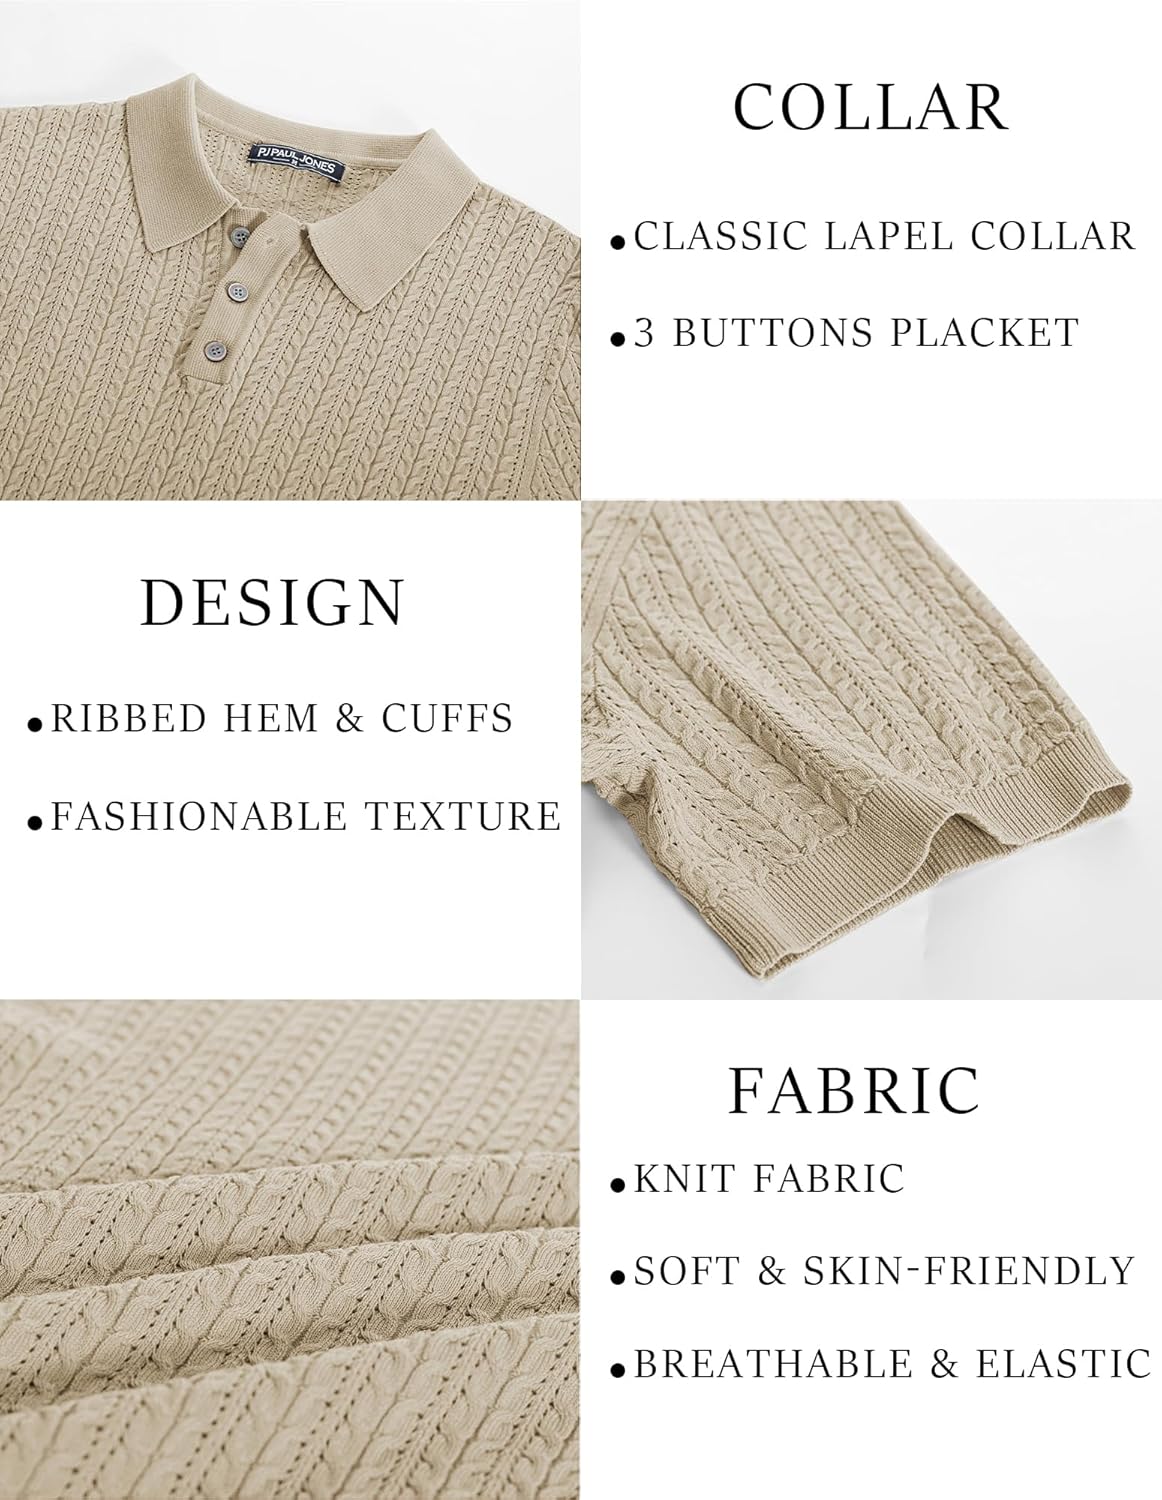 PJ PAUL JONES
COLLAR
●CLASSIC LAPEL COLLAR
●3 BUTTONS PLACKET
DESIGN
●RIBBED HEM & CUFFS
●FASHIONABLE TEXTURE
FABRIC
●KNIT FABRIC
●SOFT & SKIN-FRIENDLY
●BREATHABLE & ELASTIC